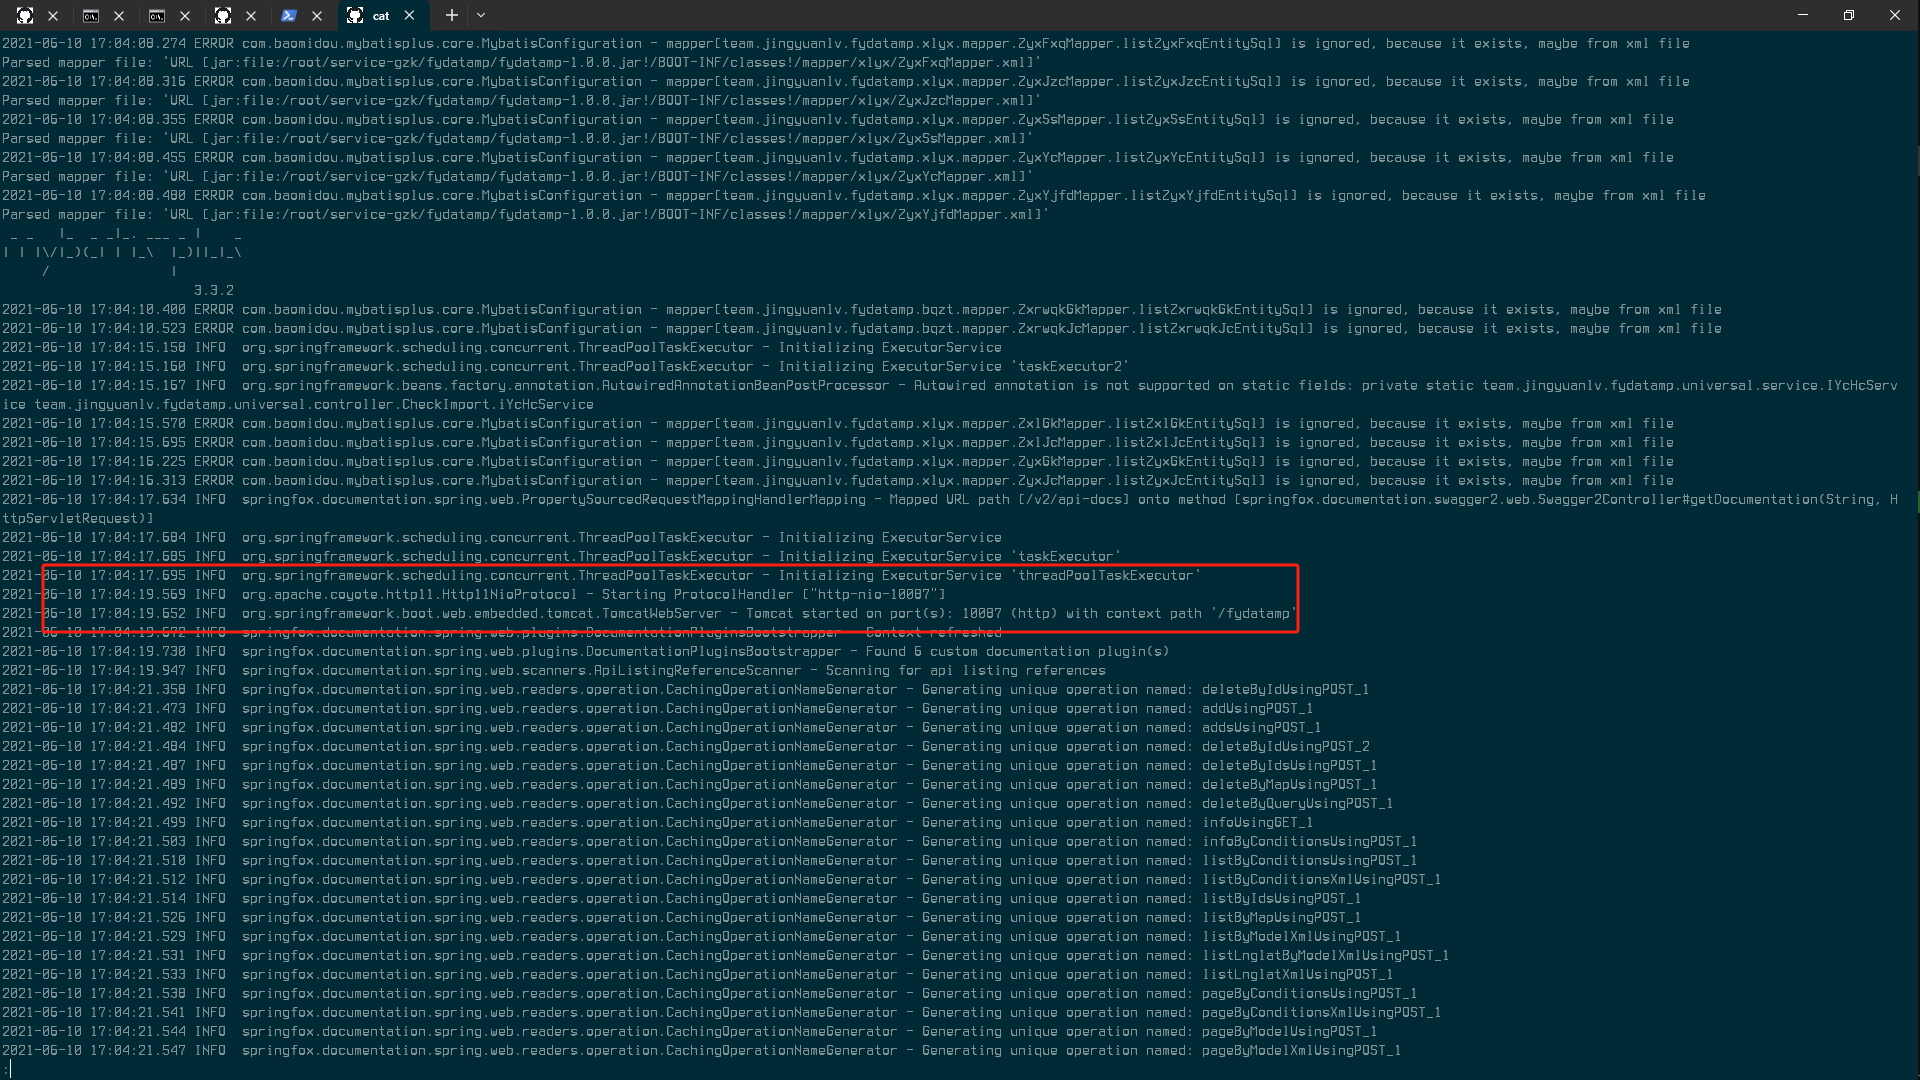 cat
2021-06-10 17:04:08.274 ERROR com.baomidou.mybatisplus.core.MybatisConfiguration - mapper[team.jingyuanlv.fydatamp.xlyx.mapper.ZyxFxqMapper.listZyxFxqEntitySql] is ignored, because it exists, maybe from xml file
Parsed mapper file: 'URL [jar:file:/root/service-gzk/fydatamp/fydatamp-1.0.0.jar!/BOOT-INF/classes!/mapper/xlyx/ZyxFxqMapper.xml]'
2021-06-10 17:04:08.316 ERROR com.baomidou.mybatisplus.core.MybatisConfiguration - mapper[team.jingyuanlv.fydatamp.xlyx.mapper.ZyxJzcMapper.listZyxJzcEntitySql] is ignored, because it exists, maybe from xml file
Parsed mapper file: 'URL [jar:file:/root/service-gzk/fydatamp/fydatamp-1.0.0.jar!/BOOT-INF/classes!/mapper/xlyx/ZyxJzcMapper.xml]'
2021-06-10 17:04:08.355 ERROR com.baomidou.mybatisplus.core.MybatisConfiguration - mapper[team.jingyuanlv.fydatamp.xlyx.mapper.ZyxSsMapper.listZyxSsEntitySql] is ignored, because it exists, maybe from xml file
Parsed mapper file: 'URL [jar:file:/root/service-gzk/fydatamp/fydatamp-1.0.0.jar!/BOOT-INF/classes!/mapper/xlyx/ZyxSsMapper.xml]'
2021-06-10 17:04:08.455 ERROR com.baomidou.mybatisplus.core.MybatisConfiguration - mapper[team.jingyuanlv.fydatamp.xlyx.mapper.ZyxYcMapper.listZyxYcEntitySql] is ignored, because it exists, maybe from xml file
Parsed mapper file: 'URL [jar:file:/root/service-gzk/fydatamp/fydatamp-1.0.0.jar!/BOOT-INF/classes!/mapper/xlyx/ZyxYcMapper.xml]'
2021-06-10 17:04:08.480 ERROR com.baomidou.mybatisplus.core.MybatisConfiguration - mapper[team.jingyuanlv.fydatamp.xlyx.mapper.ZyxYjfdMapper.listZyxYjfdEntitySql] is ignored, because it exists, maybe from xml file
Parsed mapper file: 'URL [jar:file:/root/service-gzk/fydatamp/fydatamp-1.0.0.jar!/BOOT-INF/classes!/mapper/xlyx/ZyxYjfdMapper.xml]'
 _ _   |_  _ _|_. ___ _ |    _
| | |\/|_)(_| | |_\  |_)||_|_\
     /               |
                        3.3.2
2021-06-10 17:04:10.400 ERROR com.baomidou.mybatisplus.core.MybatisConfiguration - mapper[team.jingyuanlv.fydatamp.bqzt.mapper.ZxrwqkGkMapper.listZxrwqkGkEntitySql] is ignored, because it exists, maybe from xml file
2021-06-10 17:04:10.523 ERROR com.baomidou.mybatisplus.core.MybatisConfiguration - mapper[team.jingyuanlv.fydatamp.bqzt.mapper.ZxrwqkJcMapper.listZxrwqkJcEntitySql] is ignored, because it exists, maybe from xml file
2021-06-10 17:04:15.158 INFO  org.springframework.scheduling.concurrent.ThreadPoolTaskExecutor - Initializing ExecutorService
2021-06-10 17:04:15.160 INFO  org.springframework.scheduling.concurrent.ThreadPoolTaskExecutor - Initializing ExecutorService 'taskExecutor2'
2021-06-10 17:04:15.167 INFO  org.springframework.beans.factory.annotation.AutowiredAnnotationBeanPostProcessor - Autowired annotation is not supported on static fields: private static team.jingyuanlv.fydatamp.universal.service.IYcHcServ
ice team.jingyuanlv.fydatamp.universal.controller.CheckImport.iYcHcService
2021-06-10 17:04:15.570 ERROR com.baomidou.mybatisplus.core.MybatisConfiguration - mapper[team.jingyuanlv.fydatamp.xlyx.mapper.ZxlGkMapper.listZxlGkEntitySql] is ignored, because it exists, maybe from xml file
2021-06-10 17:04:15.695 ERROR com.baomidou.mybatisplus.core.MybatisConfiguration - mapper[team.jingyuanlv.fydatamp.xlyx.mapper.ZxlJcMapper.listZxlJcEntitySql] is ignored, because it exists, maybe from xml file
2021-06-10 17:04:16.225 ERROR com.baomidou.mybatisplus.core.MybatisConfiguration - mapper[team.jingyuanlv.fydatamp.xlyx.mapper.ZyxGkMapper.listZyxGkEntitySql] is ignored, because it exists, maybe from xml file
2021-06-10 17:04:16.313 ERROR com.baomidou.mybatisplus.core.MybatisConfiguration - mapper[team.jingyuanlv.fydatamp.xlyx.mapper.ZyxJcMapper.listZyxJcEntitySql] is ignored, because it exists, maybe from xml file
2021-06-10 17:04:17.634 INFO  springfox.documentation.spring.web.PropertySourcedRequestMappingHandlerMapping - Mapped URL path [/v2/api-docs] onto method [springfox.documentation.swagger2.web.Swagger2Controller#getDocumentation(String, H
ttpServletRequest)]
2021-06-10 17:04:17.684 INFO  org.springframework.scheduling.concurrent.ThreadPoolTaskExecutor - Initializing ExecutorService
2021-06-10 17:04:17.685 INFO  org.springframework.scheduling.concurrent.ThreadPoolTaskExecutor - Initializing ExecutorService 'taskExecutor'
2021-06-10 17:04:17.695 INFO  org.springframework.scheduling.concurrent.ThreadPoolTaskExecutor - Initializing ExecutorService 'threadPoolTaskExecutor'
2021-06-10 17:04:19.569 INFO  org.apache.coyote.http11.Http11NioProtocol - Starting ProtocolHandler ["http-nio-10087"]
2021-06-10 17:04:19.652 INFO  org.springframework.boot.web.embedded.tomcat.TomcatWebServer - Tomcat started on port(s): 10087 (http) with context path '/fydatamp'
2021-06-10 17:04:19.672 INFO  springfox.documentation.spring.web.plugins.DocumentationPluginsBootstrapper - Context refreshed
2021-06-10 17:04:19.730 INFO  springfox.documentation.spring.web.plugins.DocumentationPluginsBootstrapper - Found 6 custom documentation plugin(s)
2021-06-10 17:04:19.947 INFO  springfox.documentation.spring.web.scanners.ApiListingReferenceScanner - Scanning for api listing references
2021-06-10 17:04:21.358 INFO  springfox.documentation.spring.web.readers.operation.CachingOperationNameGenerator - Generating unique operation named: deleteByIdUsingPOST_1
2021-06-10 17:04:21.473 INFO  springfox.documentation.spring.web.readers.operation.CachingOperationNameGenerator - Generating unique operation named: addUsingPOST_1
2021-06-10 17:04:21.482 INFO  springfox.documentation.spring.web.readers.operation.CachingOperationNameGenerator - Generating unique operation named: addsUsingPOST_1
2021-06-10 17:04:21.484 INFO  springfox.documentation.spring.web.readers.operation.CachingOperationNameGenerator - Generating unique operation named: deleteByIdUsingPOST_2
2021-06-10 17:04:21.487 INFO  springfox.documentation.spring.web.readers.operation.CachingOperationNameGenerator - Generating unique operation named: deleteByIdsUsingPOST_1
2021-06-10 17:04:21.489 INFO  springfox.documentation.spring.web.readers.operation.CachingOperationNameGenerator - Generating unique operation named: deleteByMapUsingPOST_1
2021-06-10 17:04:21.492 INFO  springfox.documentation.spring.web.readers.operation.CachingOperationNameGenerator - Generating unique operation named: deleteByQueryUsingPOST_1
2021-06-10 17:04:21.499 INFO  springfox.documentation.spring.web.readers.operation.CachingOperationNameGenerator - Generating unique operation named: infoUsingGET_1
2021-06-10 17:04:21.503 INFO  springfox.documentation.spring.web.readers.operation.CachingOperationNameGenerator - Generating unique operation named: infoByConditionsUsingPOST_1
2021-06-10 17:04:21.510 INFO  springfox.documentation.spring.web.readers.operation.CachingOperationNameGenerator - Generating unique operation named: listByConditionsUsingPOST_1
2021-06-10 17:04:21.512 INFO  springfox.documentation.spring.web.readers.operation.CachingOperationNameGenerator - Generating unique operation named: listByConditionsXmlUsingPOST_1
2021-06-10 17:04:21.514 INFO  springfox.documentation.spring.web.readers.operation.CachingOperationNameGenerator - Generating unique operation named: listByIdsUsingPOST_1
2021-06-10 17:04:21.526 INFO  springfox.documentation.spring.web.readers.operation.CachingOperationNameGenerator - Generating unique operation named: listByMapUsingPOST_1
2021-06-10 17:04:21.529 INFO  springfox.documentation.spring.web.readers.operation.CachingOperationNameGenerator - Generating unique operation named: listByModelXmlUsingPOST_1
2021-06-10 17:04:21.531 INFO  springfox.documentation.spring.web.readers.operation.CachingOperationNameGenerator - Generating unique operation named: listLnglatByModelXmlUsingPOST_1
2021-06-10 17:04:21.533 INFO  springfox.documentation.spring.web.readers.operation.CachingOperationNameGenerator - Generating unique operation named: listLnglatXmlUsingPOST_1
2021-06-10 17:04:21.538 INFO  springfox.documentation.spring.web.readers.operation.CachingOperationNameGenerator - Generating unique operation named: pageByConditionsUsingPOST_1
2021-06-10 17:04:21.541 INFO  springfox.documentation.spring.web.readers.operation.CachingOperationNameGenerator - Generating unique operation named: pageByConditionsXmlUsingPOST_1
2021-06-10 17:04:21.544 INFO  springfox.documentation.spring.web.readers.operation.CachingOperationNameGenerator - Generating unique operation named: pageByModelUsingPOST_1
2021-06-10 17:04:21.547 INFO  springfox.documentation.spring.web.readers.operation.CachingOperationNameGenerator - Generating unique operation named: pageByModelXmlUsingPOST_1
: